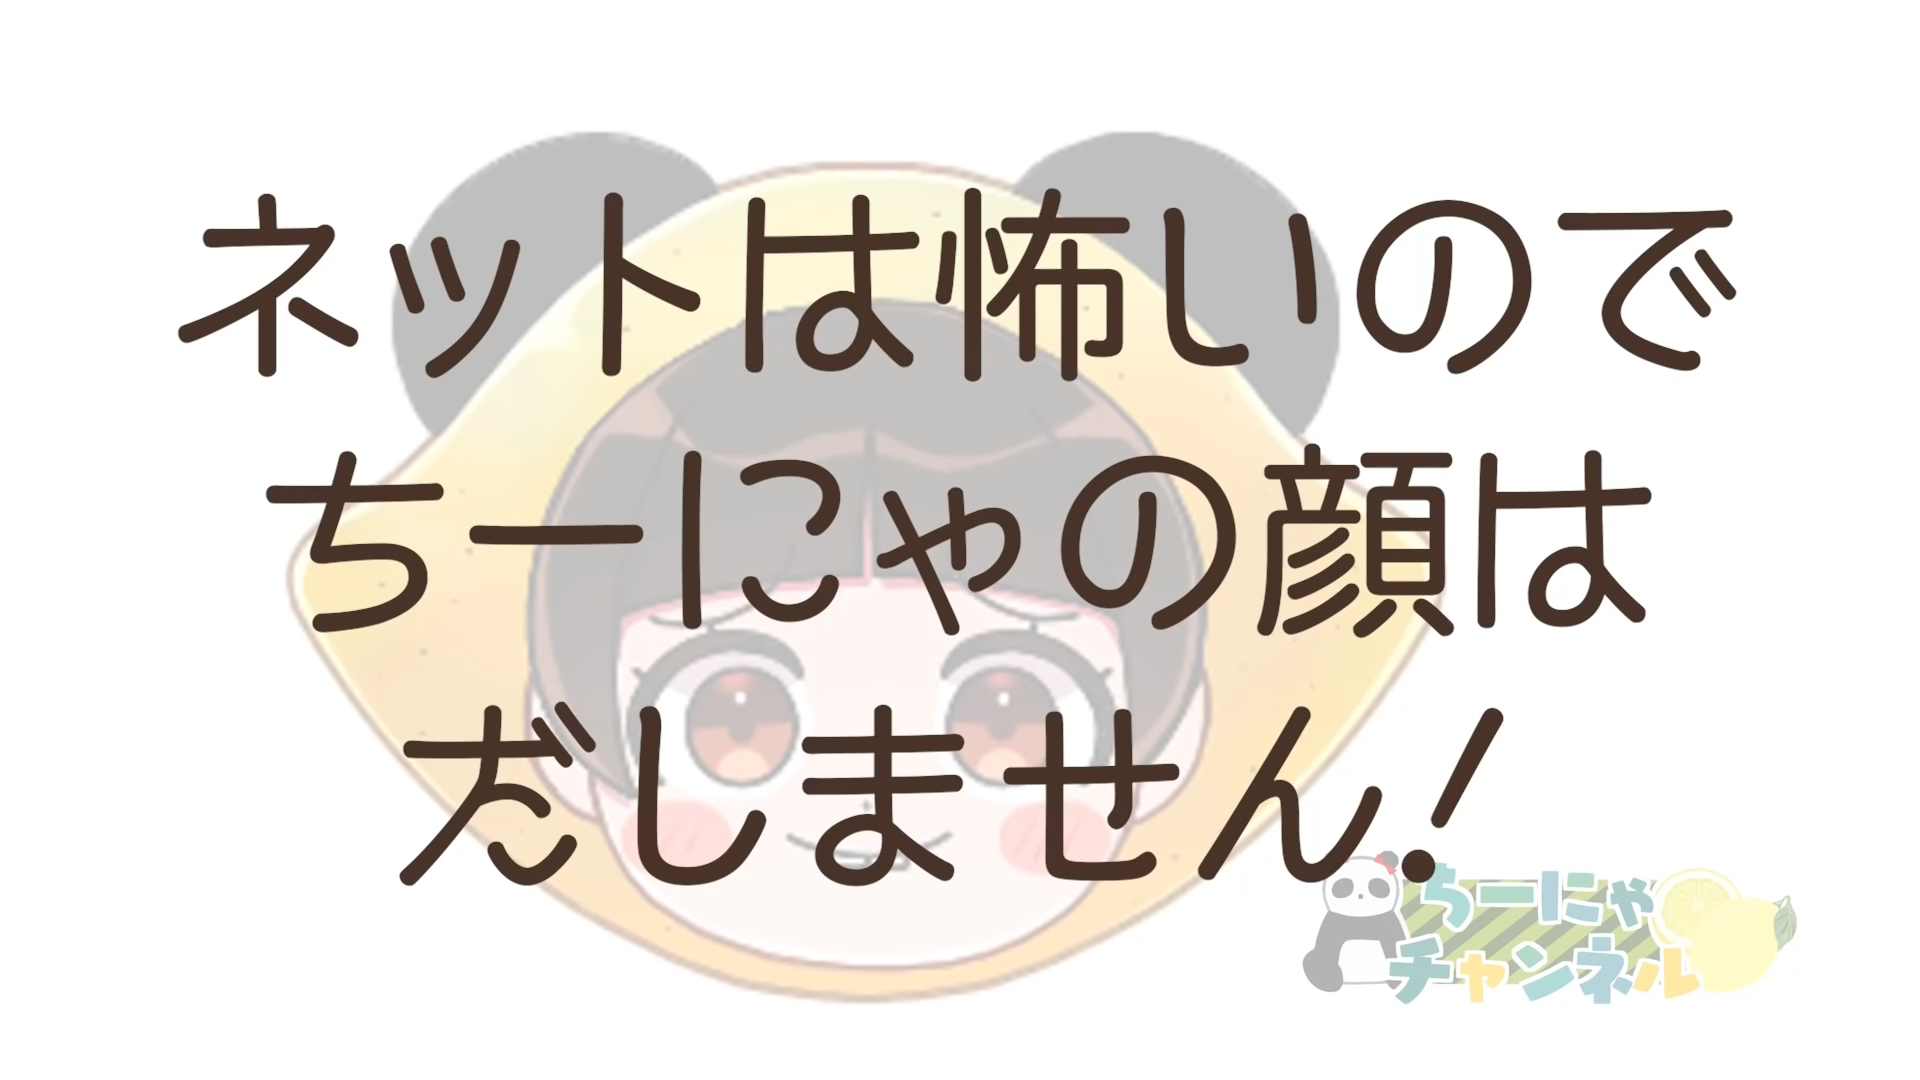 ネットは怖いので
ちーにゃの顔は
だしません！
ちーにゃ
チャンネル